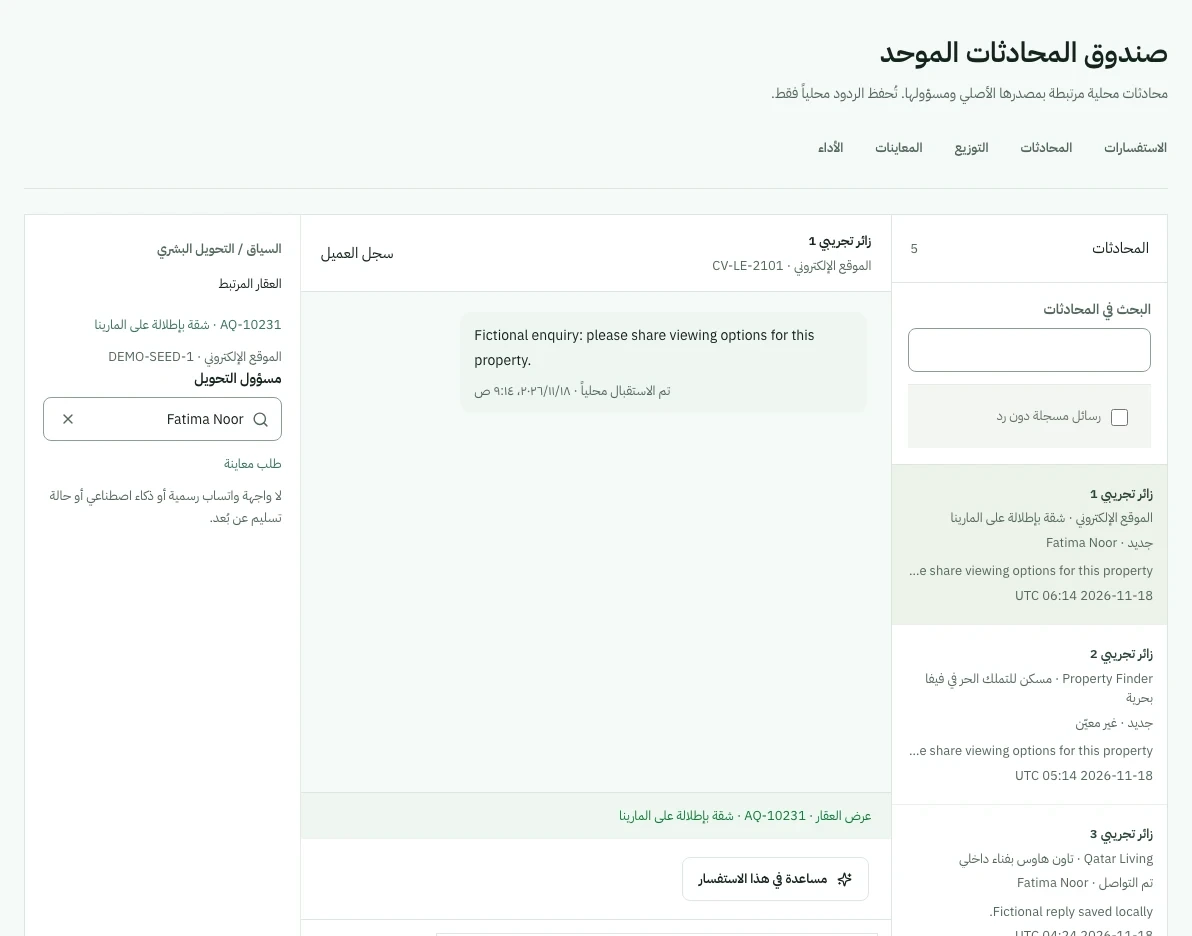 صندوق المحادثات الموحد
محادثات محلية مرتبطة بمصدرها الأصلي ومسؤولها. تُحفظ الردود محلياً فقط.
الاستفسارات
المحادثات
التوزيع
المعاينات
الأداء
المحادثات
5
البحث في المحادثات
رسائل مسجلة دون رد
زائر تجريبي 1
الموقع الإلكتروني · شقة بإطلالة على المارينا
جديد · Fatima Noor
...e share viewing options for this property
UTC 06:14 2026-11-18
زائر تجريبي 2
Property Finder · مسكن للتملك الحر في فيفا
بحرية
جديد · غير معيّن
...e share viewing options for this property
UTC 05:14 2026-11-18
زائر تجريبي 3
Qatar Living · تاون هاوس بفناء داخلي
تم التواصل · Fatima Noor
.Fictional reply saved locally
UTC 04:24 2026-11-18
زائر تجريبي 1
الموقع الإلكتروني · CV-LE-2101
سجل العميل
Fictional enquiry: please share viewing options for this
property.
تم الاستقبال محلياً · ١٨‏/١١‏/٢٠٢٦، ٩:١٤ ص
عرض العقار · AQ-10231 · شقة بإطلالة على المارينا
مساعدة في هذا الاستفسار
السياق / التحويل البشري
العقار المرتبط
AQ-10231 · شقة بإطلالة على المارينا
الموقع الإلكتروني · DEMO-SEED-1
مسؤول التحويل
Fatima Noor
طلب معاينة
لا واجهة واتساب رسمية أو ذكاء اصطناعي أو حالة
تسليم عن بُعد.